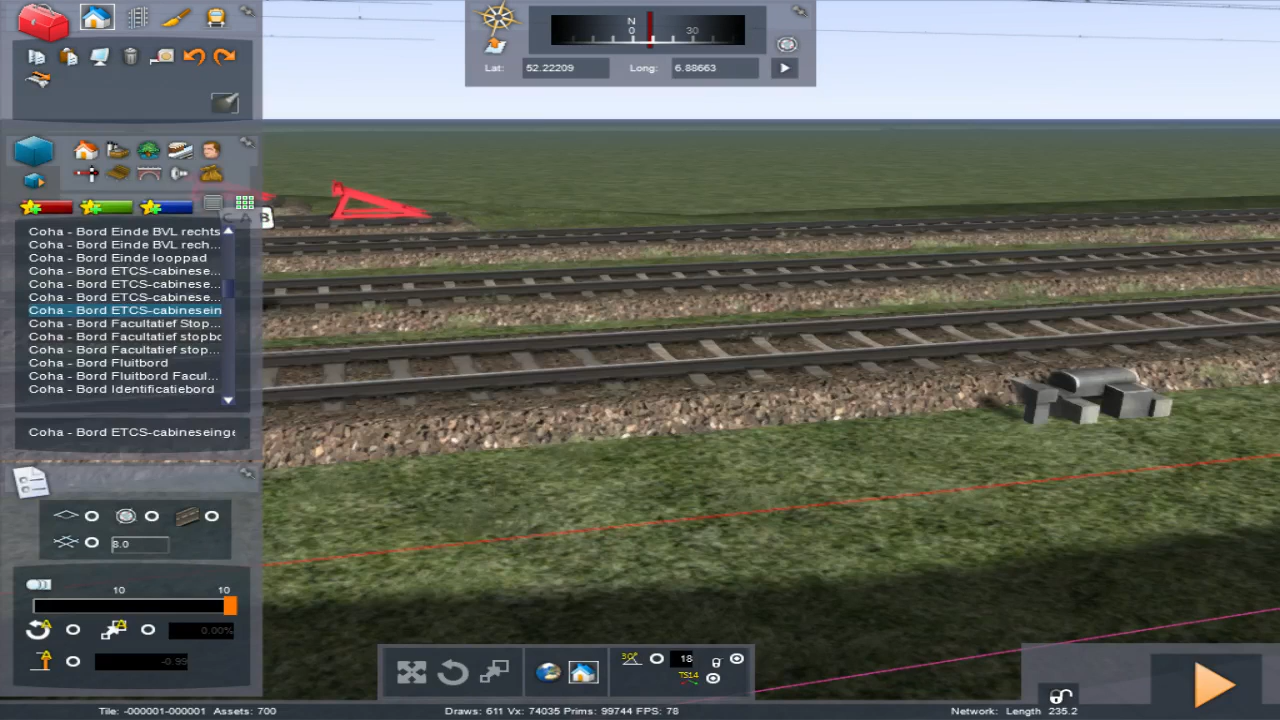 N
0 30
Lat: 52.22209 Long: 6.88663
B
Coha - Bord Einde BVL rechts
Coha - Bord Einde BVL rech...
Coha - Bord Einde looppad
Coha - Bord ETCS-cabinese...
Coha - Bord ETCS-cabinese...
Coha - Bord ETCS-cabinese...
Coha - Bord ETCS-cabinesein
Coha - Bord Facultatief Stop...
Coha - Bord Facultatief stopbo
Coha - Bord Facultatief stop...
Coha - Bord Fluitbord
Coha - Bord Fluitbord Facul...
Coha - Bord Identificatiebord
Coha - Bord ETCS-cabineseinge
8.0
10 10
0.00%
-0.99
30° 18
TS14
Tile: -000001-000001 Assets: 700 Draws: 611 Vx: 74035 Prims: 99744 FPS: 78 Network: Length 235.2